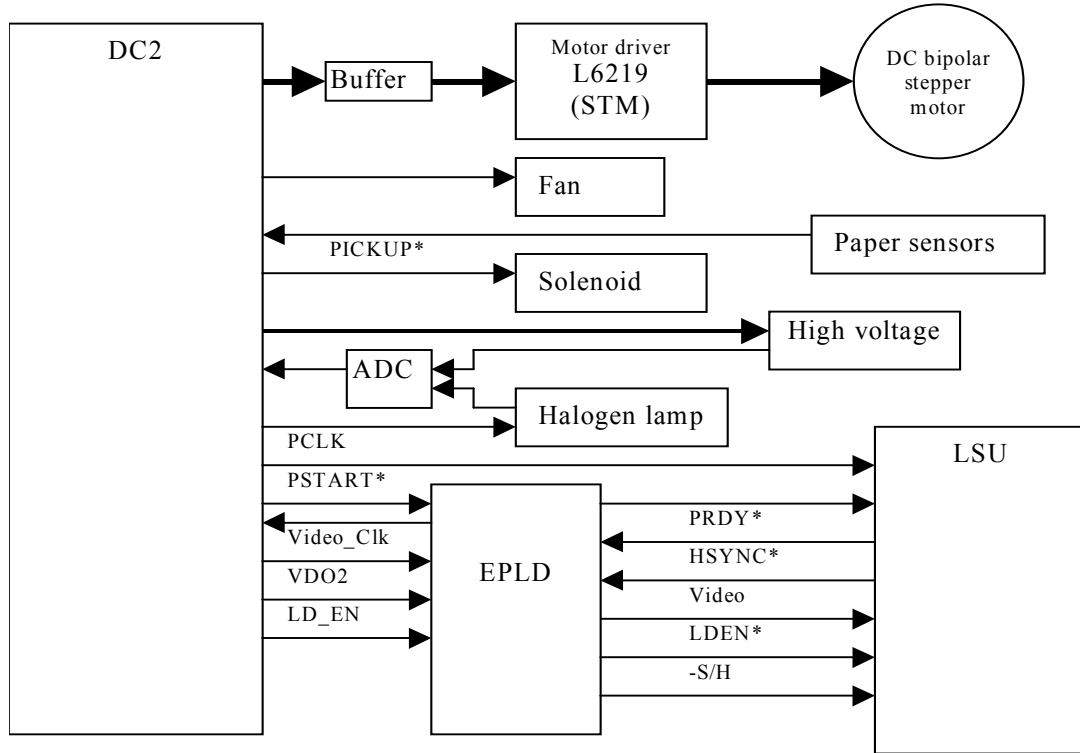 DC2
Buffer
Motor driver
L6219
(STM)
DC bipolar
stepper
motor
Fan
Paper sensors
PICKUP*
Solenoid
High voltage
ADC
Halogen lamp
PCLK
LSU
PSTART*
PRDY*
Video_Clk
HSYNC*
EPLD
VDO2
Video
LD_EN
LDEN*
-S/H